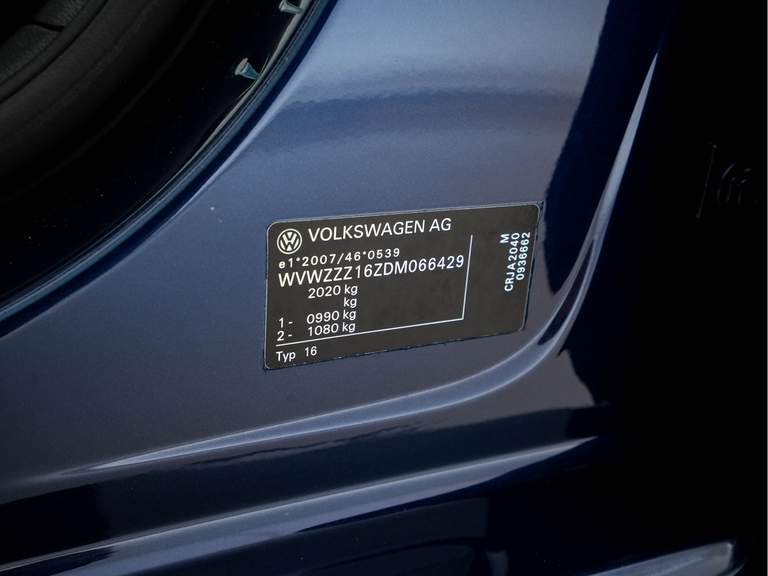 VOLKSWAGEN AG
e1*2007/46*0539
WVWZZZ16ZDM066429
2020 kg
kg
1 - 0990 kg
2 - 1080 kg
Typ 16
M
CRJA2040
0936662